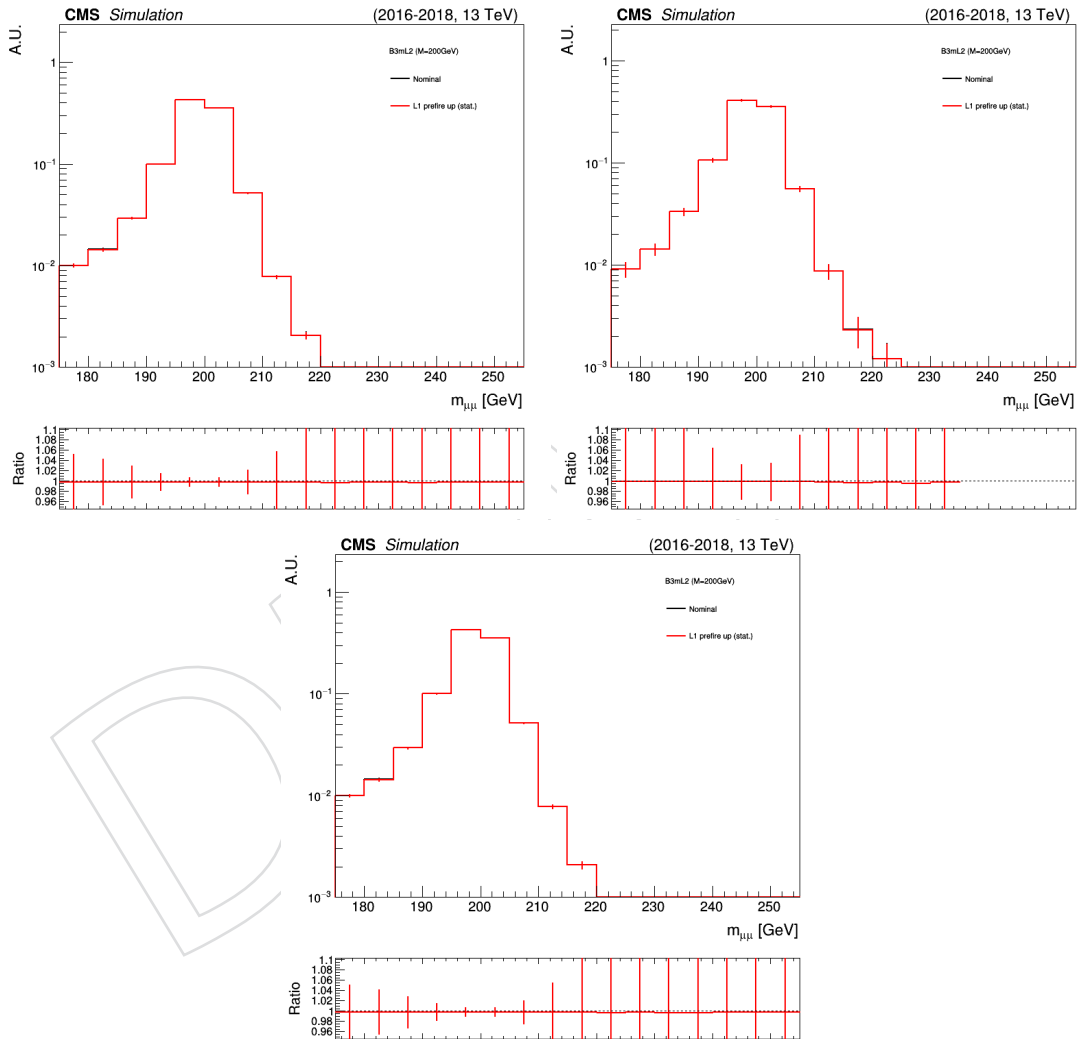 CMS Simulation (2016-2018, 13 TeV)
A.U.
B3mL2 (M=200GeV)
Nominal
L1 prefire up (stat.)
1
10⁻¹
10⁻²
10⁻³
180 190 200 210 220 230 240 250
mμμ [GeV]
Ratio
1.1
1.08
1.06
1.04
1.02
1
0.98
0.96
CMS Simulation (2016-2018, 13 TeV)
A.U.
B3mL2 (M=200GeV)
Nominal
L1 prefire up (stat.)
1
10⁻¹
10⁻²
10⁻³
180 190 200 210 220 230 240 250
mμμ [GeV]
Ratio
1.1
1.08
1.06
1.04
1.02
1
0.98
0.96
CMS Simulation (2016-2018, 13 TeV)
A.U.
B3mL2 (M=200GeV)
Nominal
L1 prefire up (stat.)
1
10⁻¹
10⁻²
10⁻³
180 190 200 210 220 230 240 250
mμμ [GeV]
Ratio
1.1
1.08
1.06
1.04
1.02
1
0.98
0.96